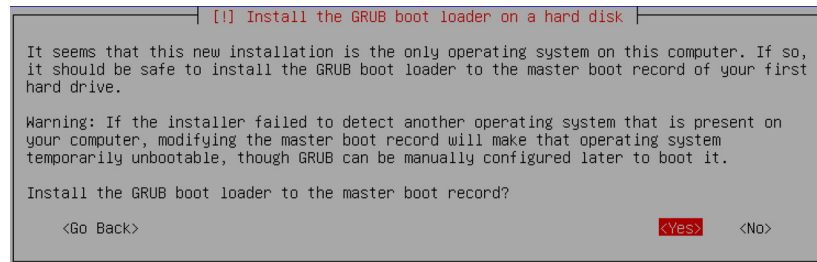 [!] Install the GRUB boot loader on a hard disk
It seems that this new installation is the only operating system on this computer. If so,
it should be safe to install the GRUB boot loader to the master boot record of your first
hard drive.
Warning: If the installer failed to detect another operating system that is present on
your computer, modifying the master boot record will make that operating system
temporarily unbootable, though GRUB can be manually configured later to boot it.
Install the GRUB boot loader to the master boot record?
<Go Back> <Yes> <No>